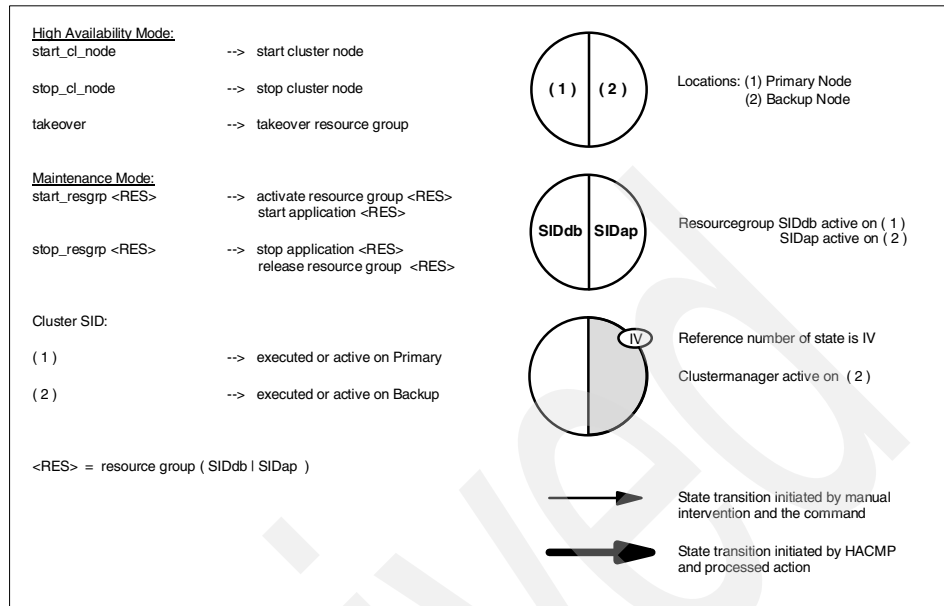 High Availability Mode:
start_cl_node --> start cluster node
stop_cl_node --> stop cluster node
takeover --> takeover resource group
Maintenance Mode:
start_resgrp <RES> --> activate resource group <RES>
start application <RES>
stop_resgrp <RES> --> stop application <RES>
release resource group <RES>
Cluster SID:
( 1 ) --> executed or active on Primary
( 2 ) --> executed or active on Backup
<RES> = resource group ( SIDdb | SIDap )
( 1 ) ( 2 )
Locations: (1) Primary Node
(2) Backup Node
SIDdb SIDap
Resourcegroup SIDdb active on ( 1 )
SIDap active on ( 2 )
IV
Reference number of state is IV
Clustermanager active on ( 2 )
State transition initiated by manual
intervention and the command
State transition initiated by HACMP
and processed action